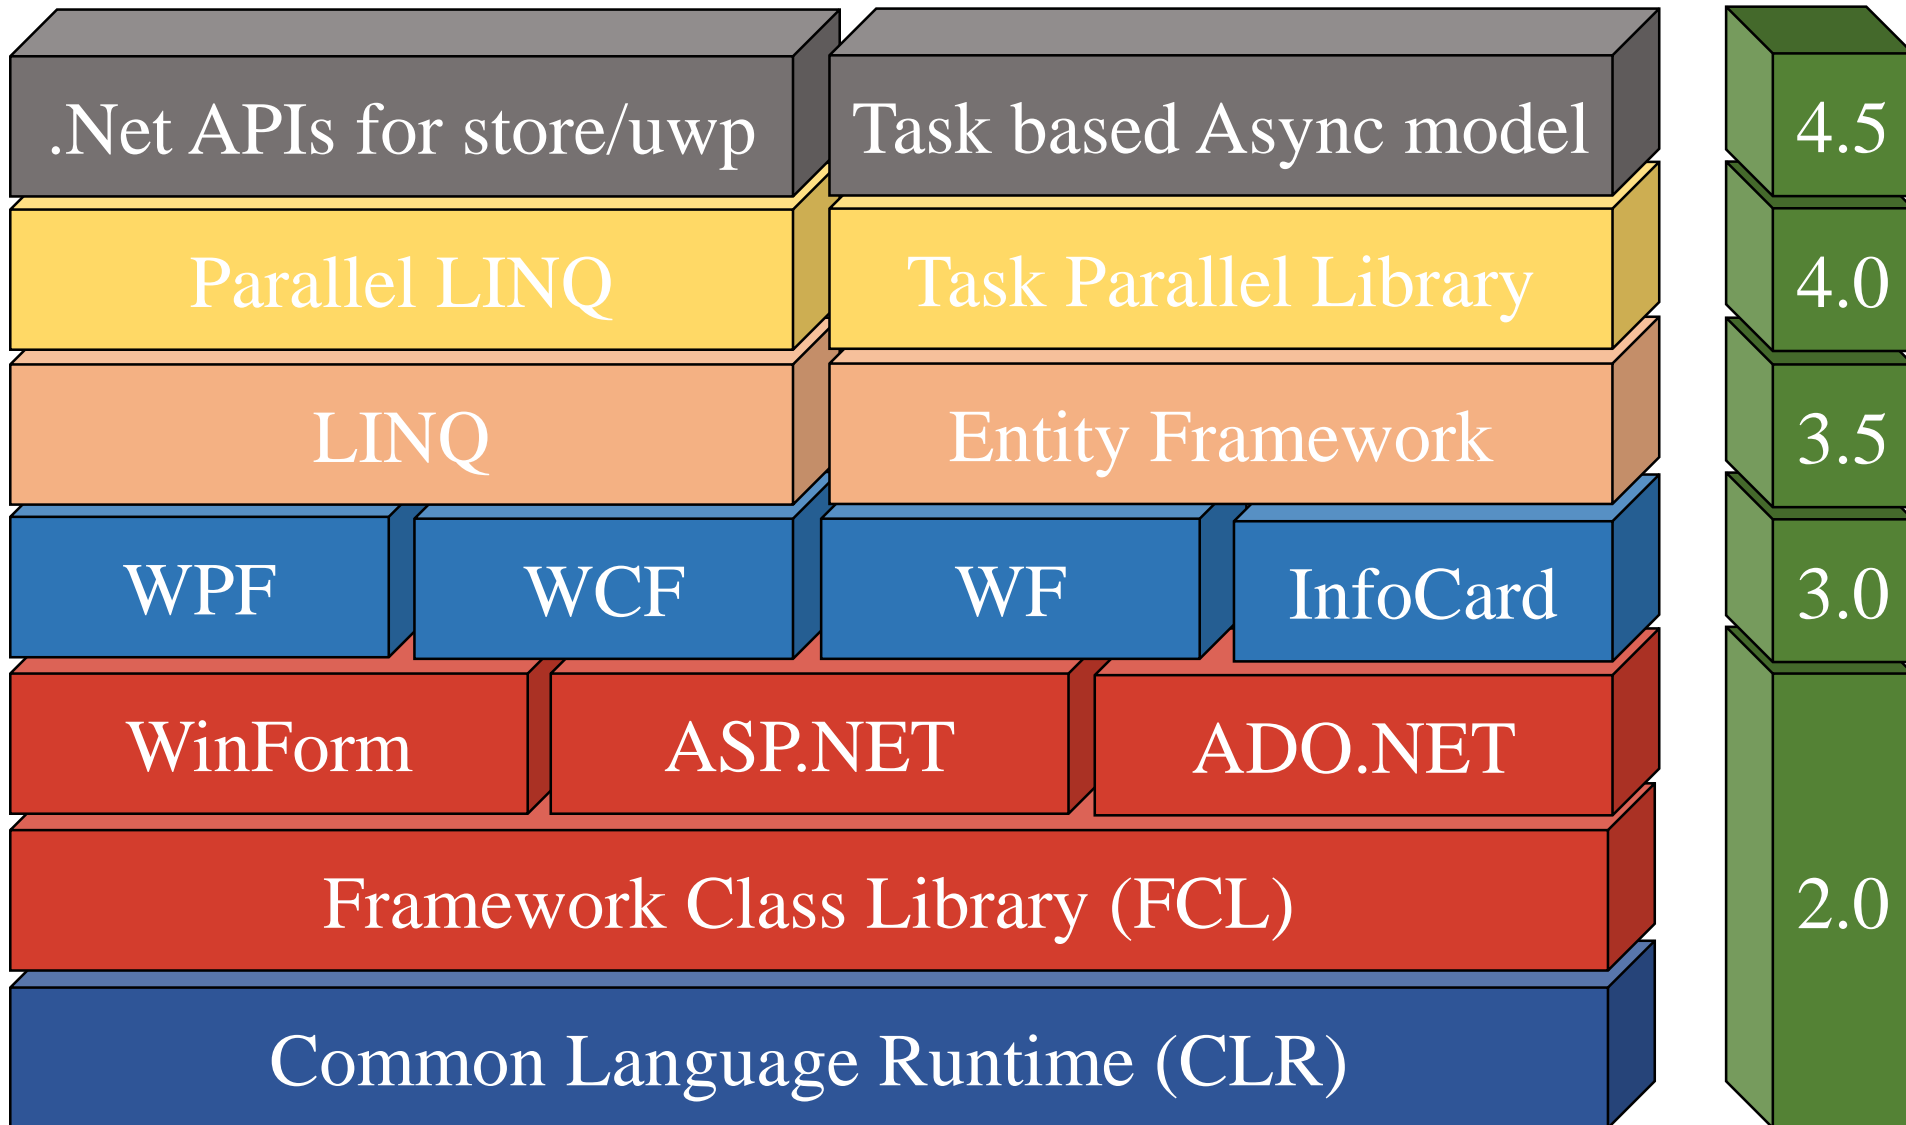 .Net APIs for store/uwp
Task based Async model
4.5
Parallel LINQ
Task Parallel Library
4.0
LINQ
Entity Framework
3.5
WPF
WCF
WF
InfoCard
3.0
WinForm
ASP.NET
ADO.NET
Framework Class Library (FCL)
2.0
Common Language Runtime (CLR)